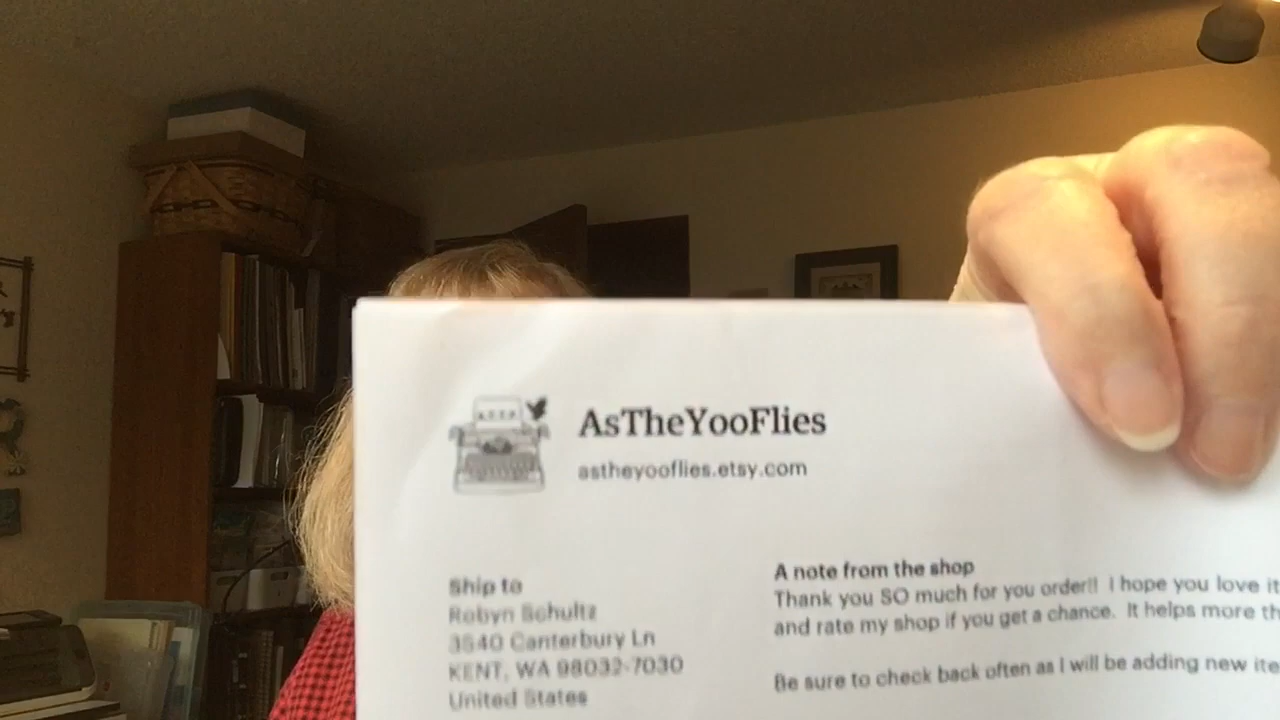 AsTheYooFlies
astheyooflies.etsy.com
Ship to
Robyn Schultz
3540 Canterbury Ln
KENT, WA 98032-7030
United States
A note from the shop
Thank you SO much for you order!! I hope you love it
and rate my shop if you get a chance. It helps more
Be sure to check back often as I will be adding new